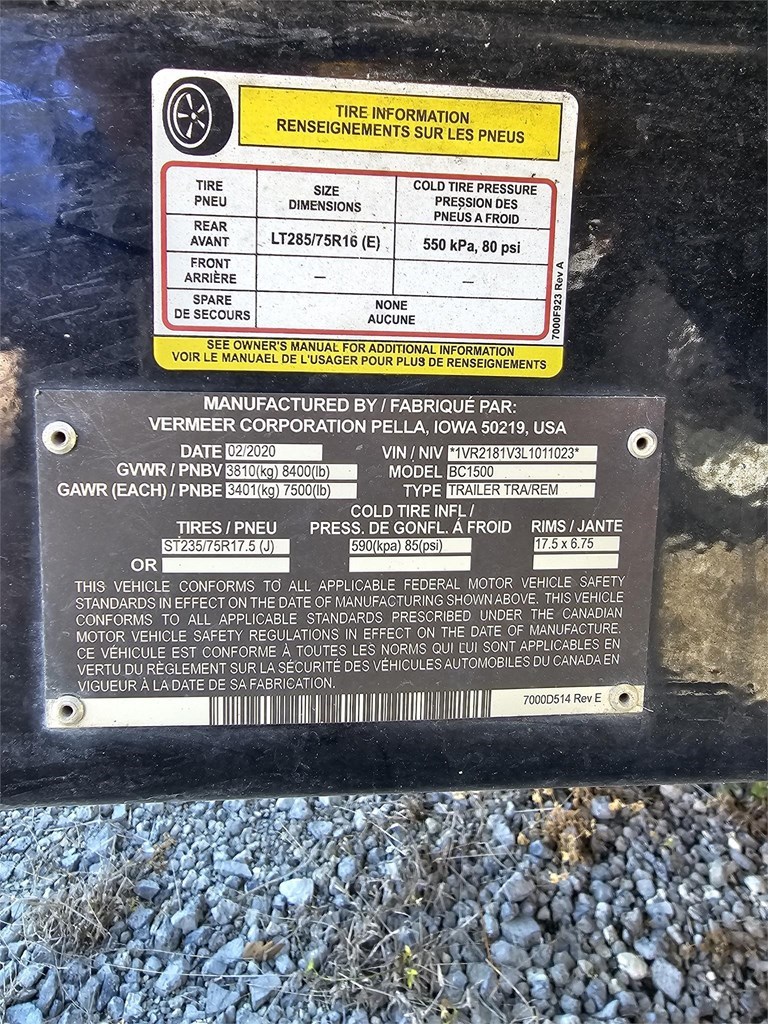 TIRE INFORMATION
RENSEIGNEMENTS SUR LES PNEUS
TIRE
PNEU
SIZE
DIMENSIONS
COLD TIRE PRESSURE
PRESSION DES
PNEUS A FROID
REAR
AVANT
LT285/75R16 (E)
550 kPa, 80 psi
FRONT
ARRIÈRE
—
—
SPARE
DE SECOURS
NONE
AUCUNE
7000F923 Rev A
SEE OWNER'S MANUAL FOR ADDITIONAL INFORMATION
VOIR LE MANUAEL DE L'USAGER POUR PLUS DE RENSEIGNEMENTS
MANUFACTURED BY / FABRIQUÉ PAR:
VERMEER CORPORATION PELLA, IOWA 50219, USA
DATE 02/2020 VIN / NIV *1VR2181V3L1011023*
GVWR / PNBV 3810(kg) 8400(lb) MODEL BC1500
GAWR (EACH) / PNBE 3401(kg) 7500(lb) TYPE TRAILER TRA/REM
COLD TIRE INFL /
TIRES / PNEU PRESS. DE GONFL. Á FROID RIMS / JANTE
ST235/75R17.5 (J) 590(kpa) 85(psi) 17.5 x 6.75
OR
THIS VEHICLE CONFORMS TO ALL APPLICABLE FEDERAL MOTOR VEHICLE SAFETY
STANDARDS IN EFFECT ON THE DATE OF MANUFACTURING SHOWN ABOVE. THIS VEHICLE
CONFORMS TO ALL APPLICABLE STANDARDS PRESCRIBED UNDER THE CANADIAN
MOTOR VEHICLE SAFETY REGULATIONS IN EFFECT ON THE DATE OF MANUFACTURE.
CE VÉHICULE EST CONFORME À TOUTES LES NORMS QUI LUI SONT APPLICABLES EN
VERTU DU RÈGLEMENT SUR LA SÉCURITÉ DES VÉHICULES AUTOMOBILES DU CANADA EN
VIGUEUR À LA DATE DE SA FABRICATION.
7000D514 Rev E